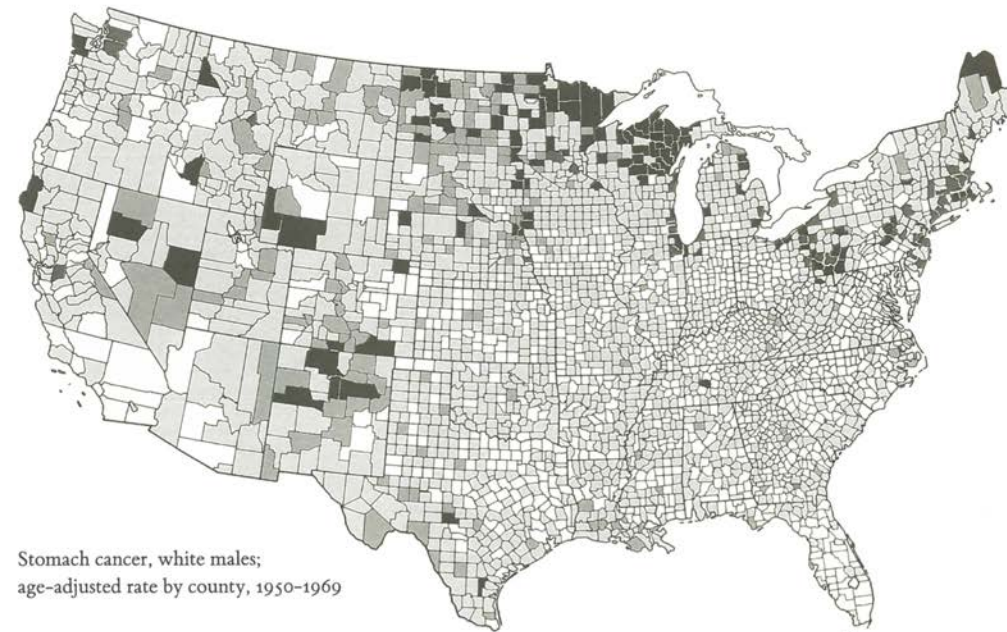 Stomach cancer, white males;
age-adjusted rate by county, 1950-1969